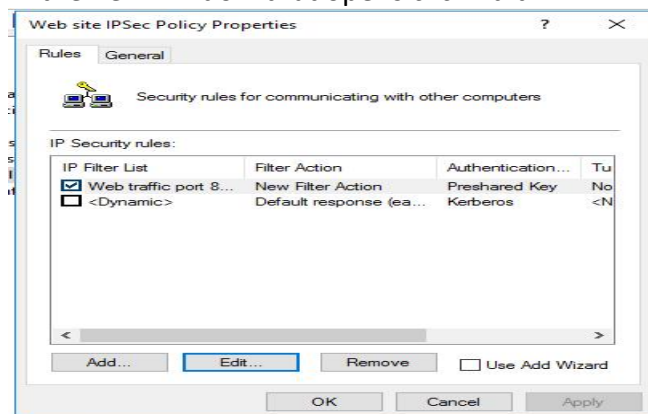 Web site IPSec Policy Properties ? ×
Rules General
Security rules for communicating with other computers
IP Security rules:
IP Filter List Filter Action Authentication... Tu
Web traffic port 8... New Filter Action Preshared Key No
<Dynamic> Default response (ea... Kerberos <N
Add... Edit... Remove Use Add Wizard
OK Cancel Apply